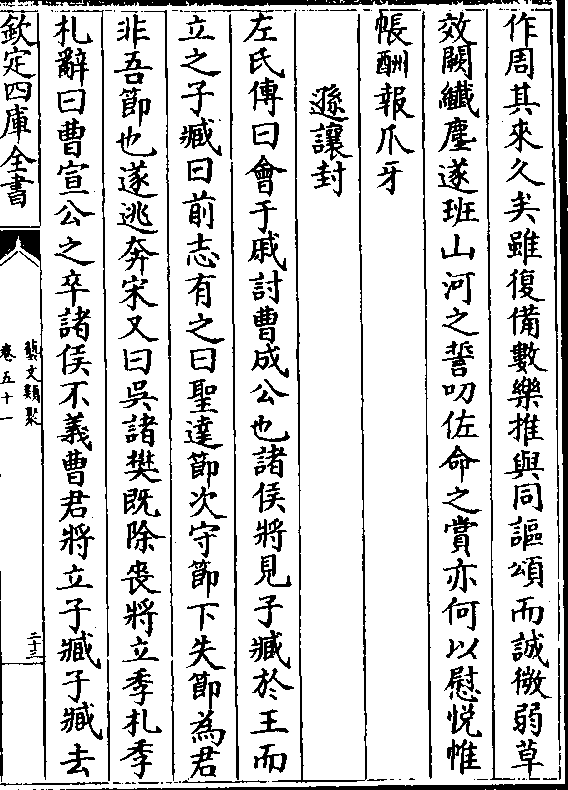 作周其來久矣雖復備數樂推與同謳頌而誠微弱草
效闕纖塵遂班山河之誓叨佐命之賞亦何以慰悦帷
帳酬報爪牙
遜讓封
左氏傳曰會于戚討曹成公也諸侯將見子臧於王而
立之子臧曰前志有之曰聖達節次守節下失節為君
非吾節也遂逃奔宋又曰吳諸樊既除喪將立季札季
札辭曰曹宣公之卒諸侯不義曹君將立子臧子臧去
欽定四庫全書
藝文類聚
卷五十一
二十三